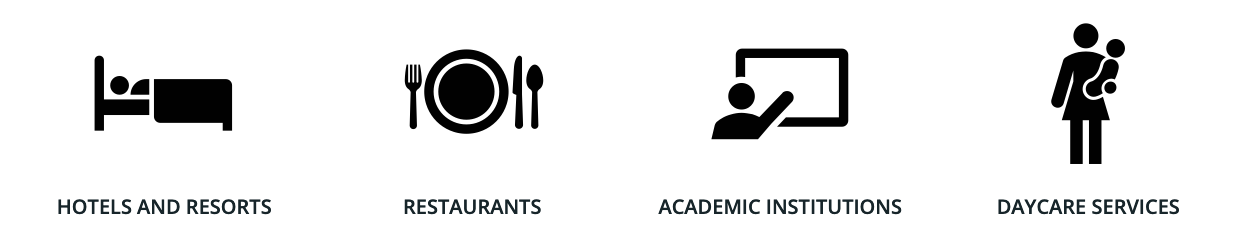 HOTELS AND RESORTS
RESTAURANTS
ACADEMIC INSTITUTIONS
DAYCARE SERVICES